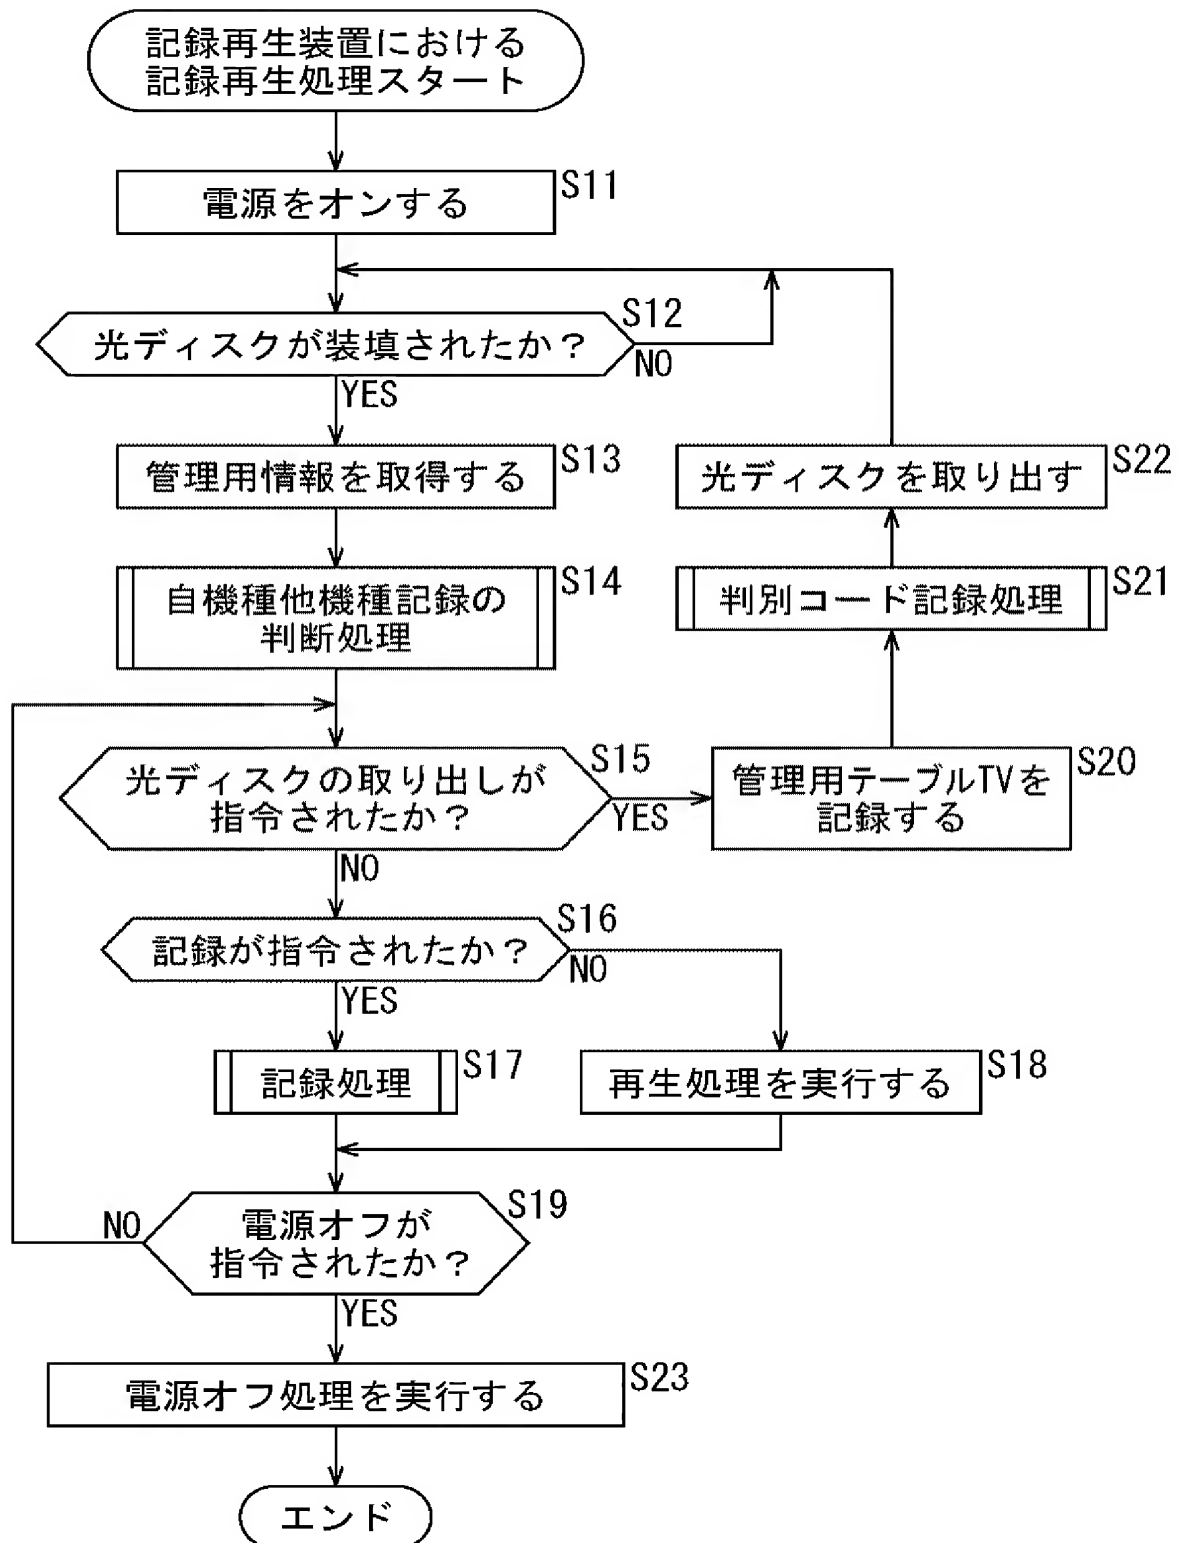 記録再生装置における
記録再生処理スタート
電源をオンする
S11
光ディスクが装填されたか？
S12
NO
YES
管理用情報を取得する
S13
光ディスクを取り出す
S22
自機種他機種記録の
判断処理
S14
判別コード記録処理
S21
光ディスクの取り出しが
指令されたか？
S15
YES
管理用テーブルTVを
記録する
S20
NO
記録が指令されたか？
S16
NO
YES
記録処理
S17
再生処理を実行する
S18
電源オフが
指令されたか？
S19
NO
YES
電源オフ処理を実行する
S23
エンド